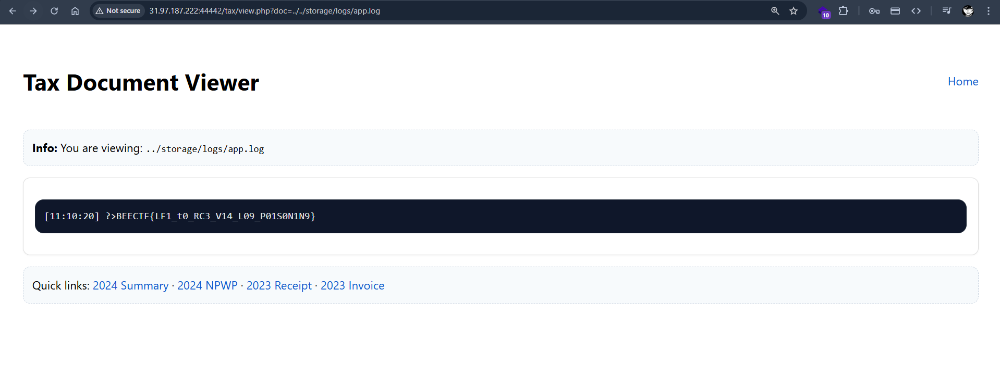 Not secure
31.97.187.222:44442/tax/view.php?doc=../../storage/logs/app.log
10
Tax Document Viewer
Home
Info: You are viewing: ../storage/logs/app.log
[11:10:20] ?>BEECTF{LF1_t0_RC3_V14_L09_P01S0N1N9}
Quick links: 2024 Summary · 2024 NPWP · 2023 Receipt · 2023 Invoice